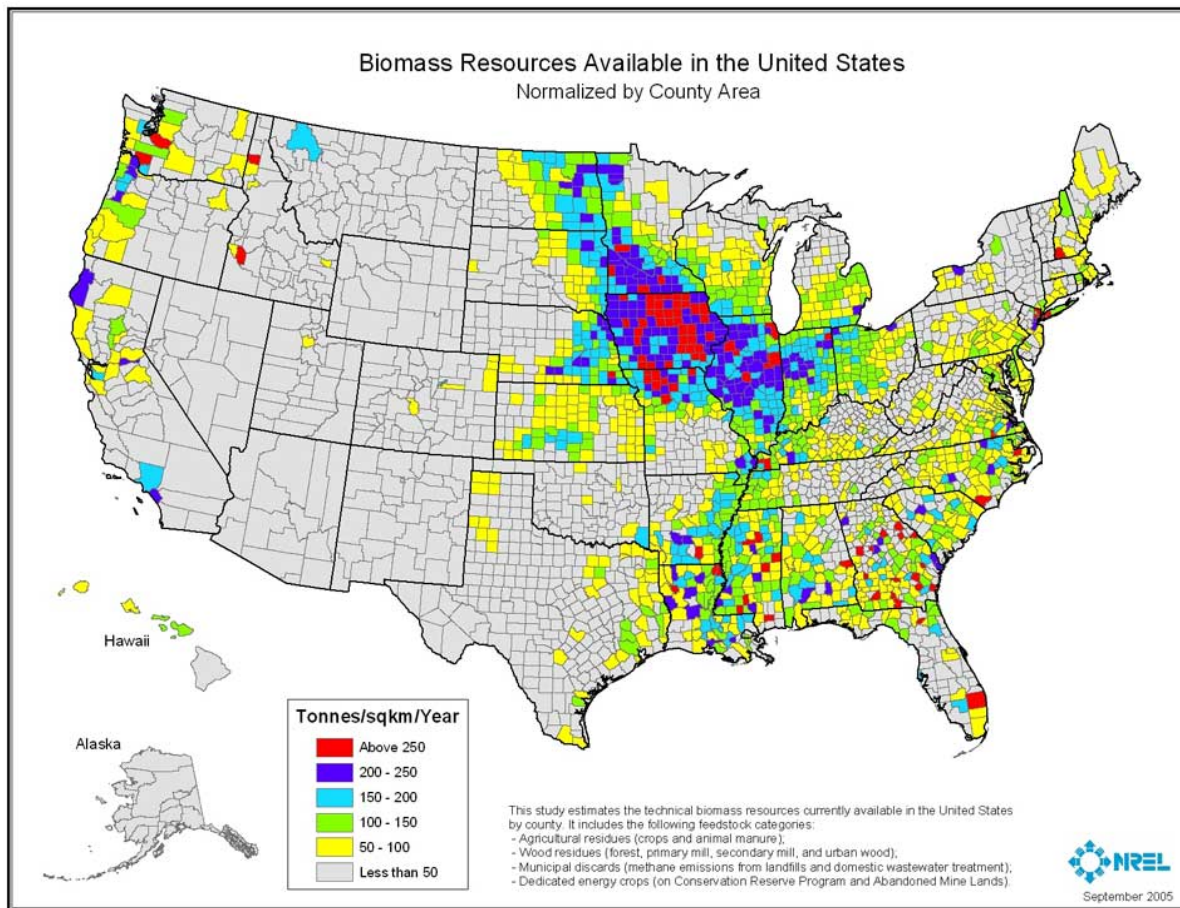 Biomass Resources Available in the United States
Normalized by County Area
Hawaii
Alaska
Tonnes/sqkm/Year
Above 250
200 - 250
150 - 200
100 - 150
50 - 100
Less than 50
This study estimates the technical biomass resources currently available in the United States
by county. It includes the following feedstock categories:
- Agricultural residues (crops and animal manure);
- Wood residues (forest, primary mill, secondary mill, and urban wood);
- Municipal discards (methane emissions from landfills and domestic wastewater treatment);
- Dedicated energy crops (on Conservation Reserve Program and Abandoned Mine Lands).
NREL
September 2005